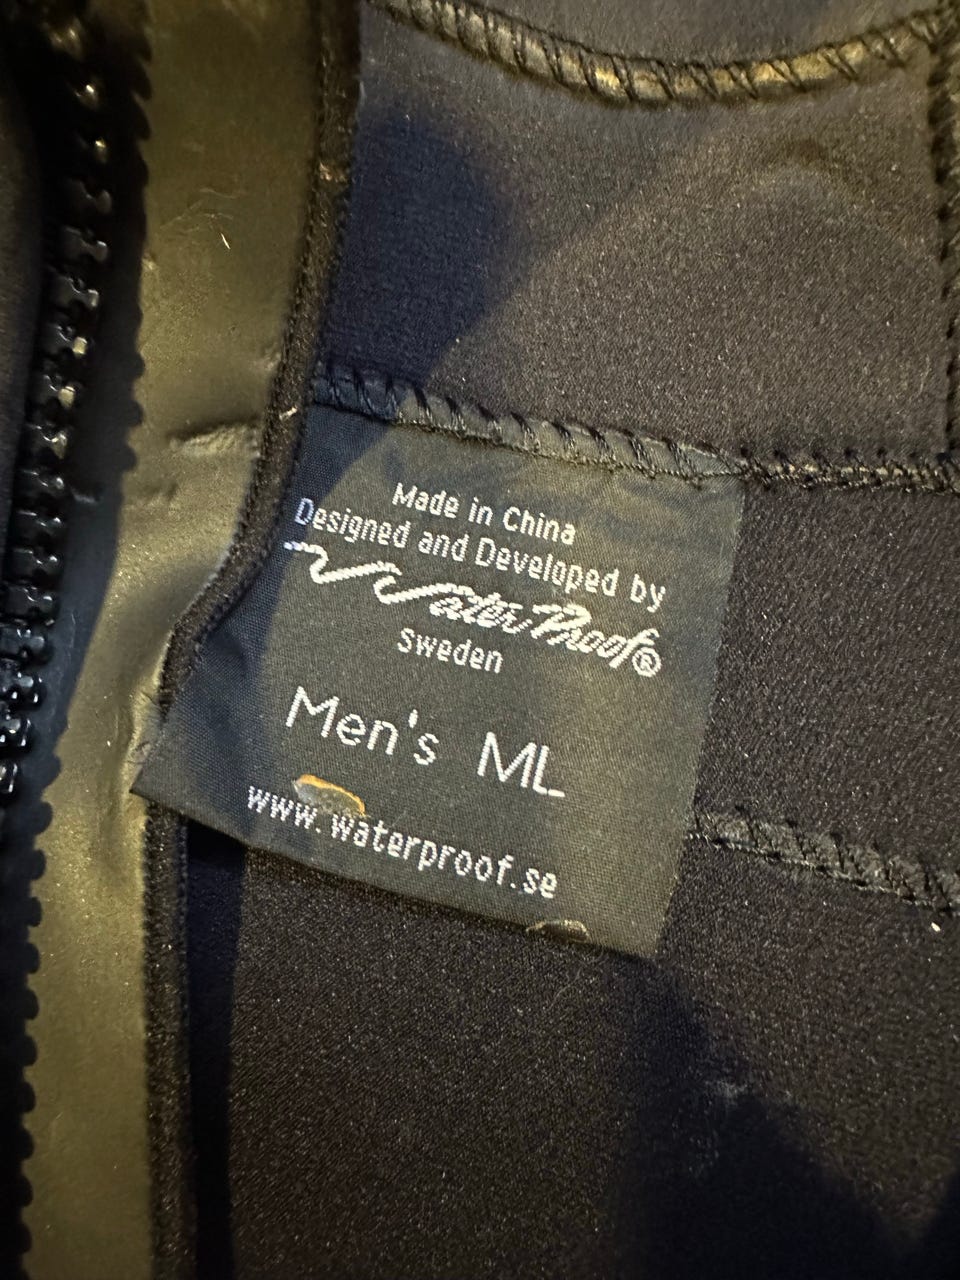 Made in China
Designed and Developed by
WaterProof®
Sweden
Men's ML
www.waterproof.se